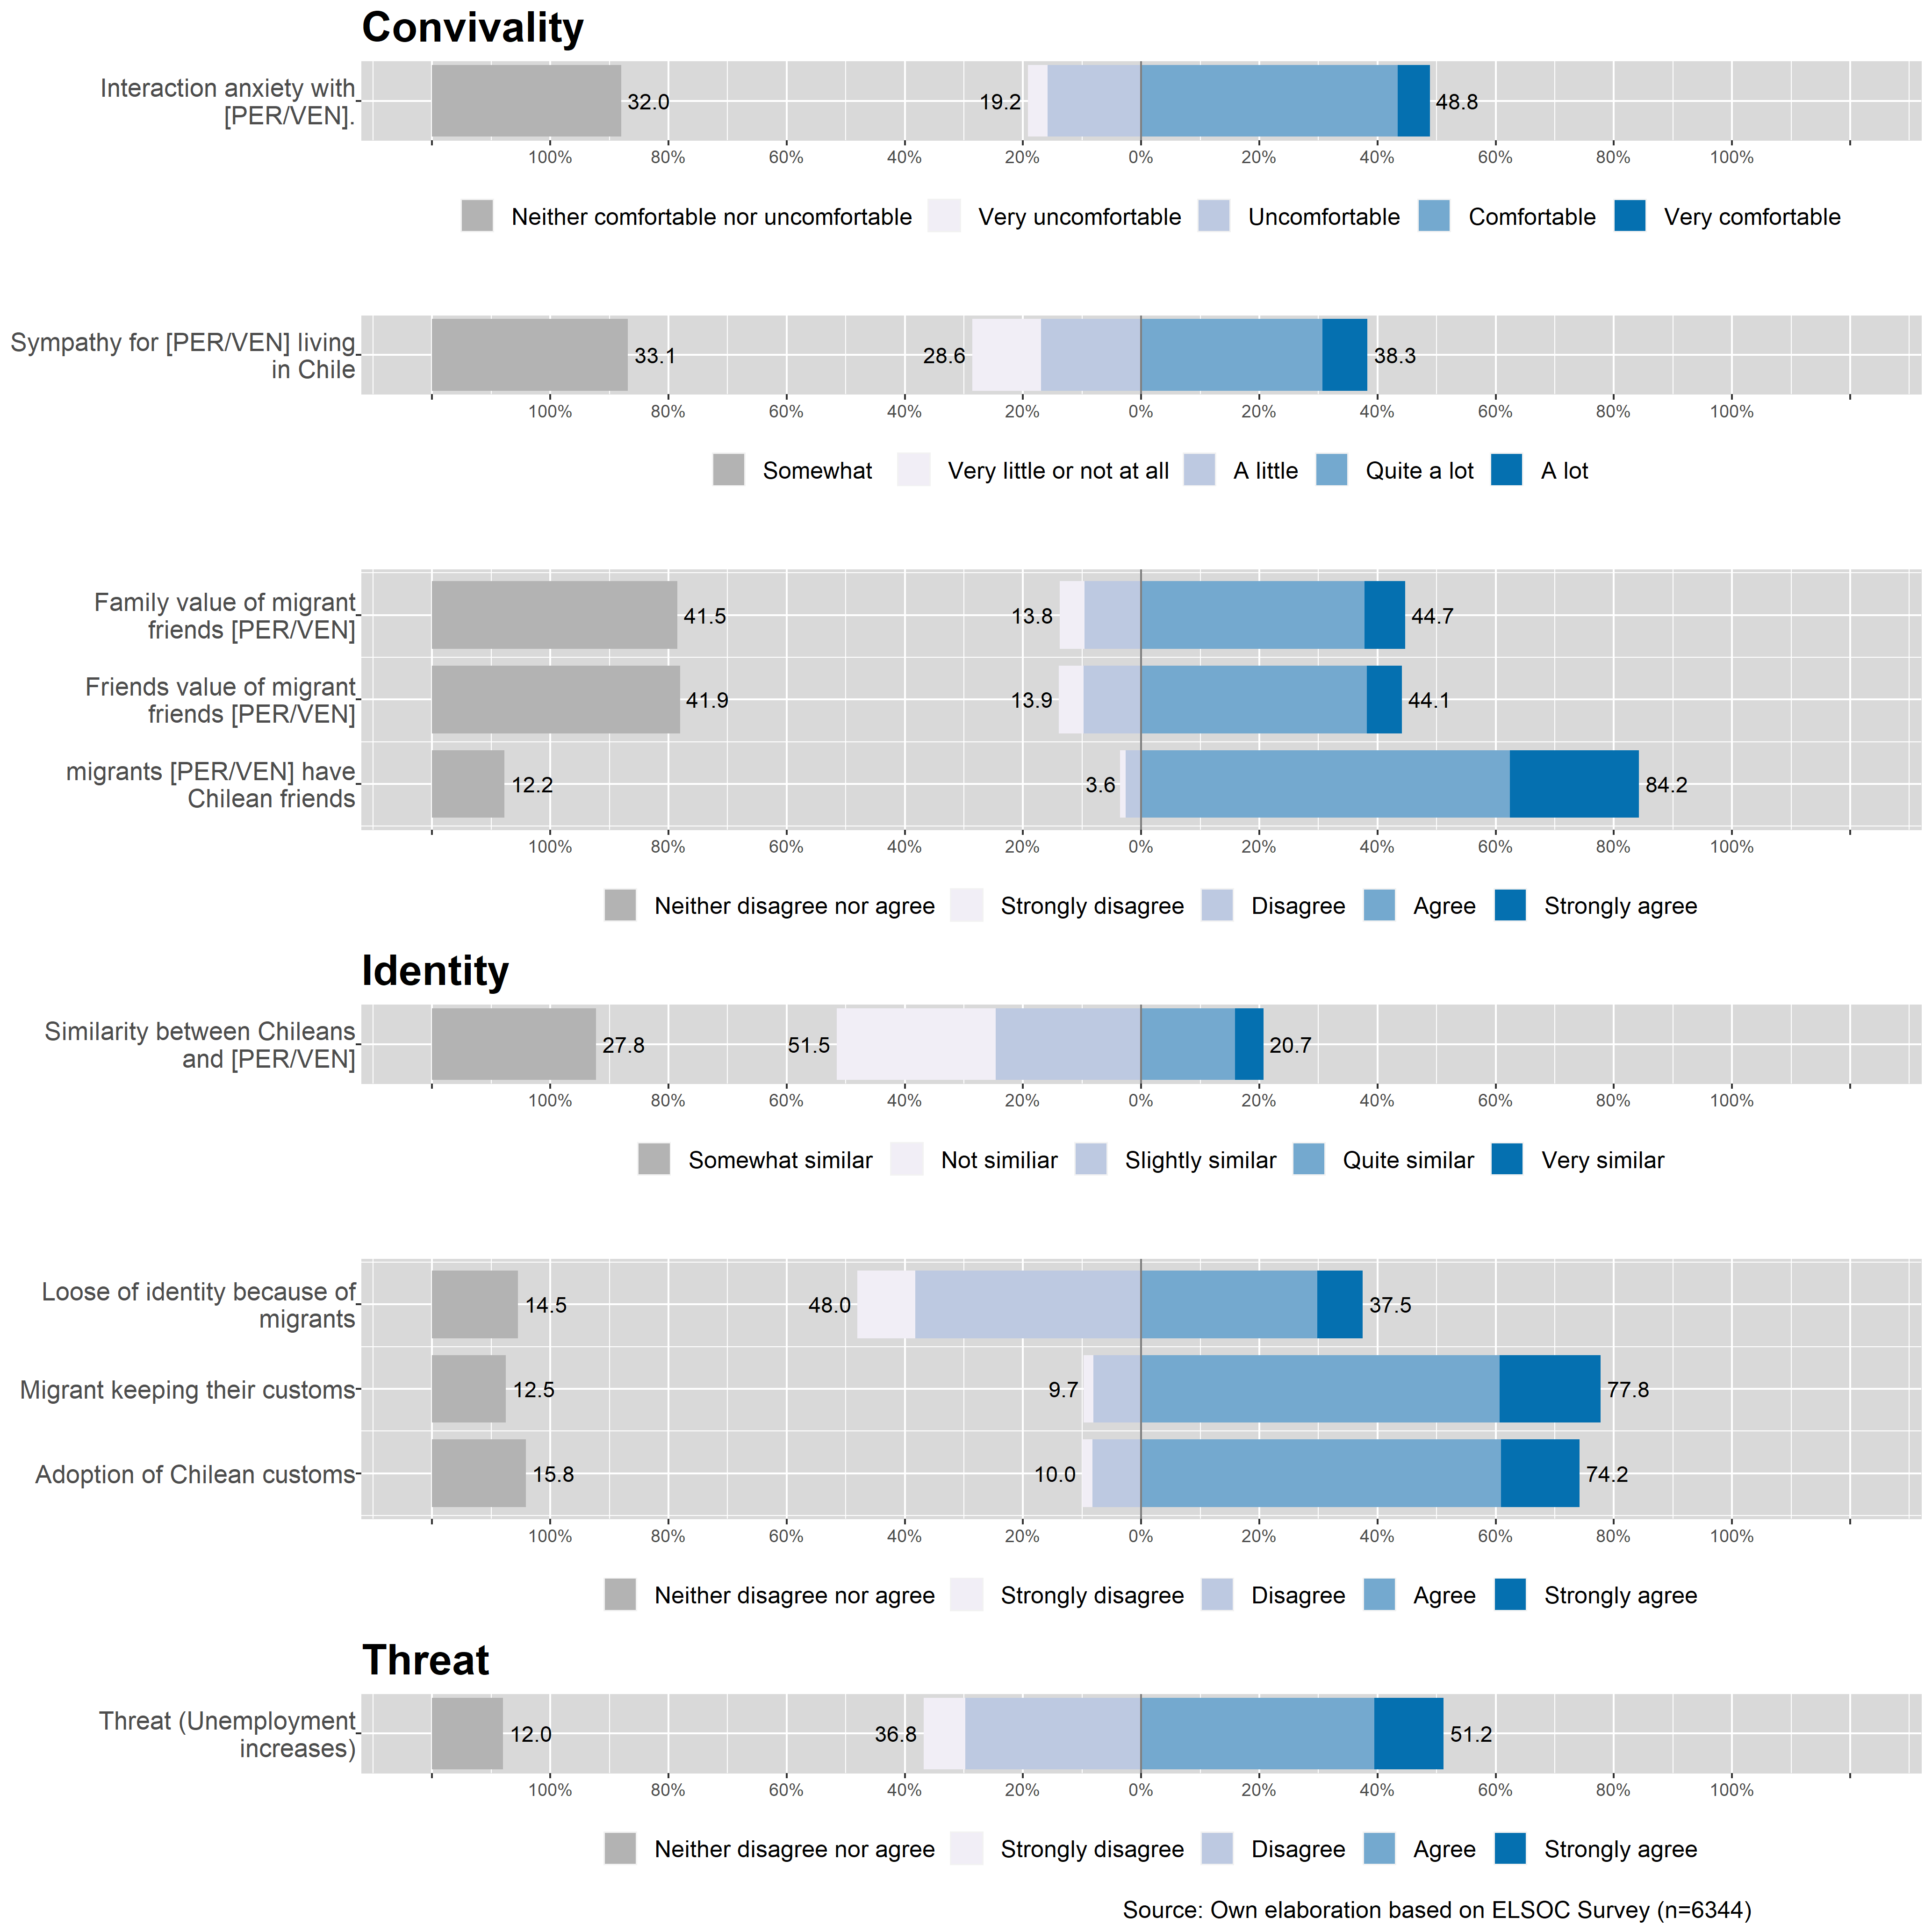 Convivality
Interaction anxiety with
[PER/VEN].
32.0 19.2 48.8
100% 80% 60% 40% 20% 0% 20% 40% 60% 80% 100%
Neither comfortable nor uncomfortable Very uncomfortable Uncomfortable Comfortable Very comfortable
Sympathy for [PER/VEN] living
in Chile
33.1 28.6 38.3
100% 80% 60% 40% 20% 0% 20% 40% 60% 80% 100%
Somewhat Very little or not at all A little Quite a lot A lot
Family value of migrant
friends [PER/VEN]
41.5 13.8 44.7
Friends value of migrant
friends [PER/VEN]
41.9 13.9 44.1
migrants [PER/VEN] have
Chilean friends
12.2 3.6 84.2
100% 80% 60% 40% 20% 0% 20% 40% 60% 80% 100%
Neither disagree nor agree Strongly disagree Disagree Agree Strongly agree
Identity
Similarity between Chileans
and [PER/VEN]
27.8 51.5 20.7
100% 80% 60% 40% 20% 0% 20% 40% 60% 80% 100%
Somewhat similar Not similiar Slightly similar Quite similar Very similar
Loose of identity because of
migrants
14.5 48.0 37.5
Migrant keeping their customs
12.5 9.7 77.8
Adoption of Chilean customs
15.8 10.0 74.2
100% 80% 60% 40% 20% 0% 20% 40% 60% 80% 100%
Neither disagree nor agree Strongly disagree Disagree Agree Strongly agree
Threat
Threat (Unemployment
increases)
12.0 36.8 51.2
100% 80% 60% 40% 20% 0% 20% 40% 60% 80% 100%
Neither disagree nor agree Strongly disagree Disagree Agree Strongly agree
Source: Own elaboration based on ELSOC Survey (n=6344)